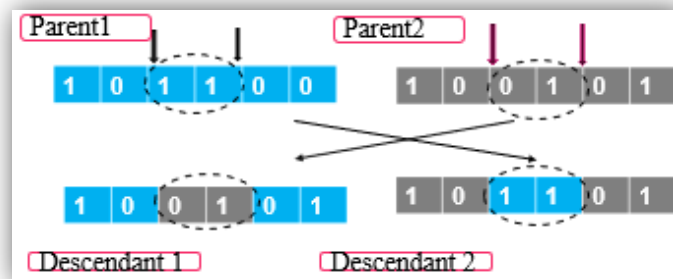 Parent1 Parent2
1 0 1 1 0 0 1 0 0 1 0 1
1 0 0 1 0 1 1 0 1 1 0 1
Descendant 1 Descendant 2